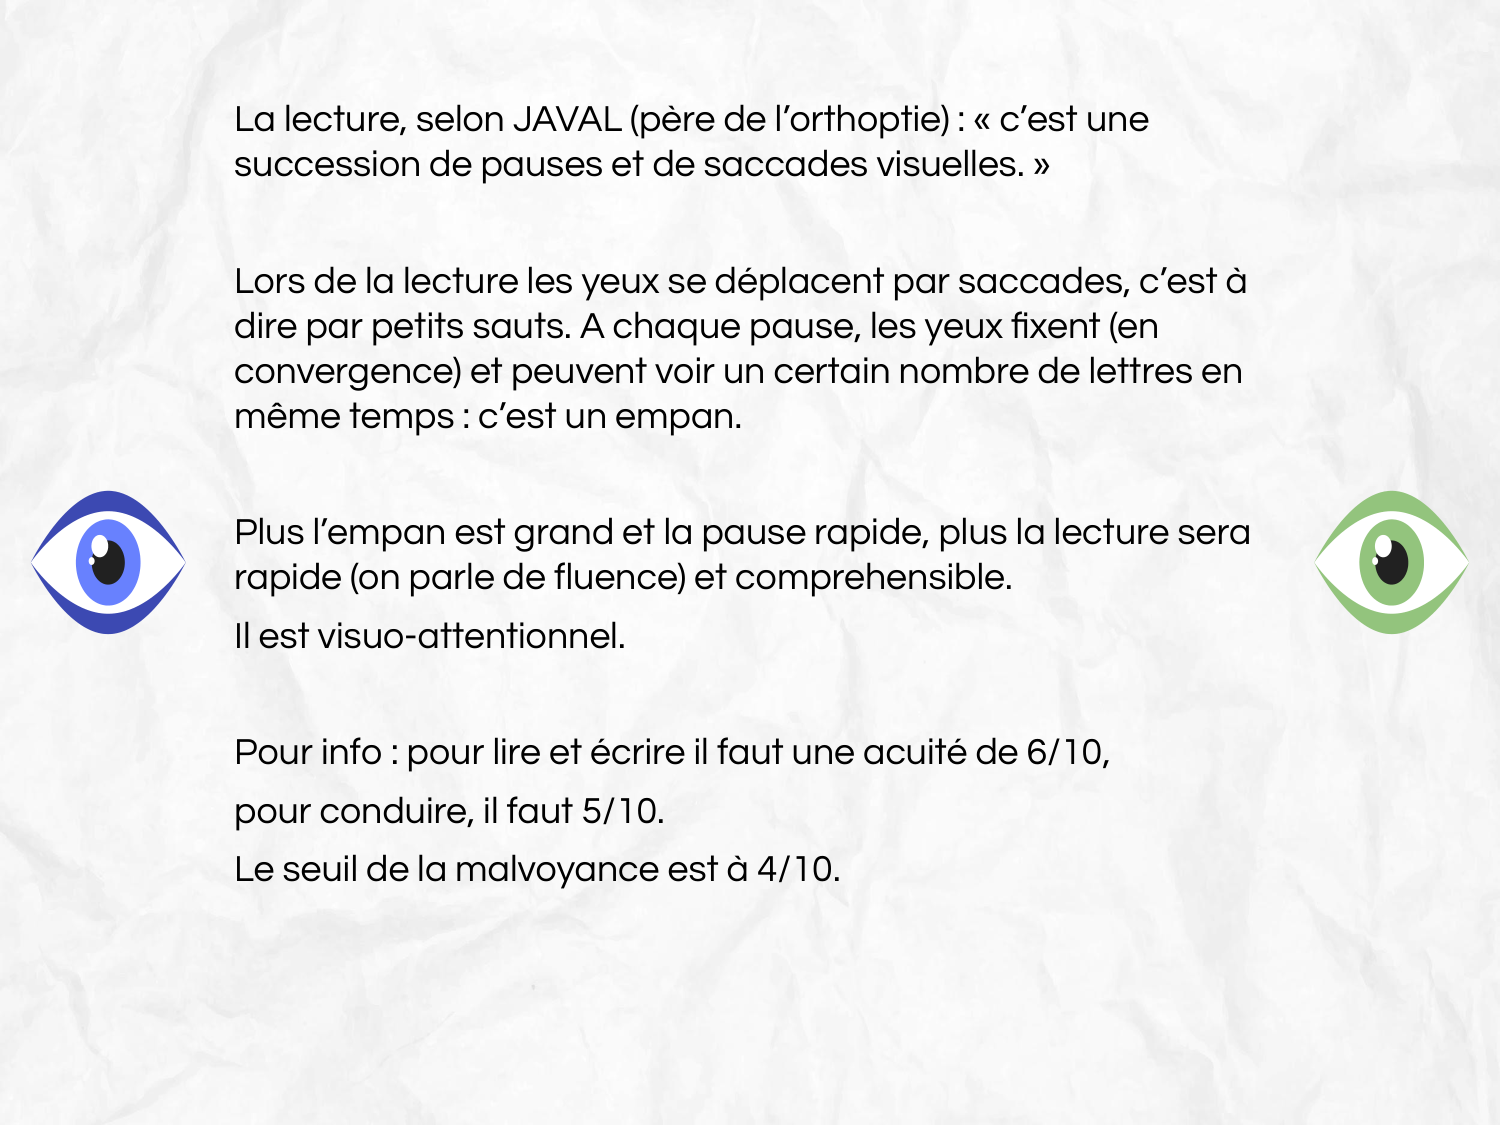 La lecture, selon JAVAL (père de l’orthoptie) : « c’est une
succession de pauses et de saccades visuelles. »
Lors de la lecture les yeux se déplacent par saccades, c’est à
dire par petits sauts. A chaque pause, les yeux fixent (en
convergence) et peuvent voir un certain nombre de lettres en
même temps : c’est un empan.
Plus l’empan est grand et la pause rapide, plus la lecture sera
rapide (on parle de fluence) et comprehensible.
Il est visuo-attentionnel.
Pour info : pour lire et écrire il faut une acuité de 6/10,
pour conduire, il faut 5/10.
Le seuil de la malvoyance est à 4/10.